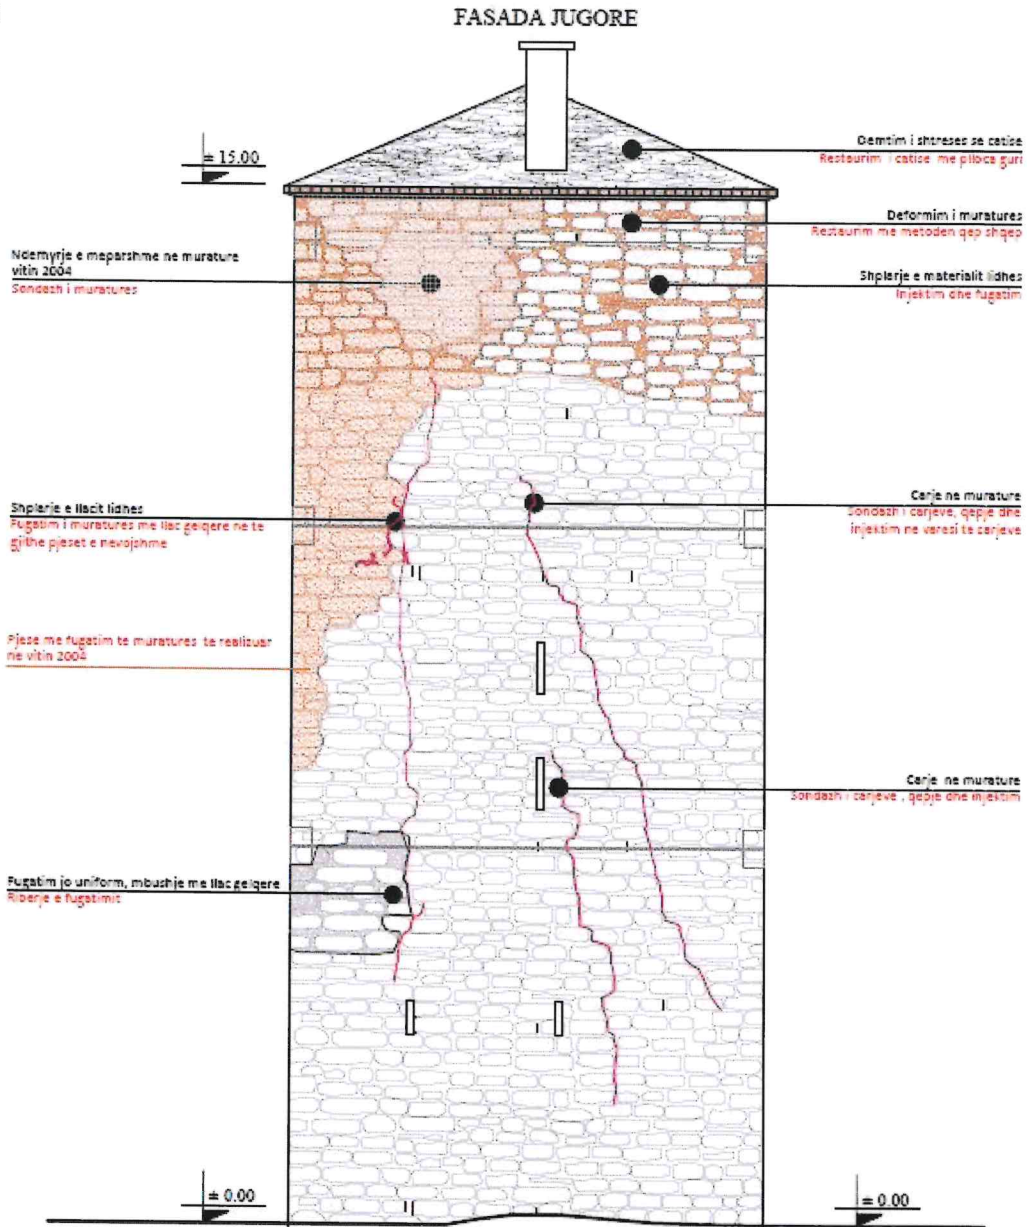 FASADA JUGORE
± 15.00
Demtim i shtreses se catise
Restaurim i catise me plloca guri
Deformim i muratures
Restaurim me metoden qep shqep
Nderhyrje e meparshme ne murature
vitin 2004
Sondazh i muratures
Shplarje e materialit lidhes
Injektim dhe fugatim
Shplarje e llacit lidhes
Fugatim i muratures me llac gelqere ne te
gjithe pjeset e nevojshme
Carje ne murature
Sondazh i carjeve, qepje dhe
injektim ne varesi te carjeve
Pjese me fugatim te muratures te realizuar
ne vitin 2004
Carje ne murature
Sondazh i carjeve , qepje dhe injektim
Fugatim jo uniform, mbushje me llac gelqere
Riberje e fugatimit
± 0.00
± 0.00